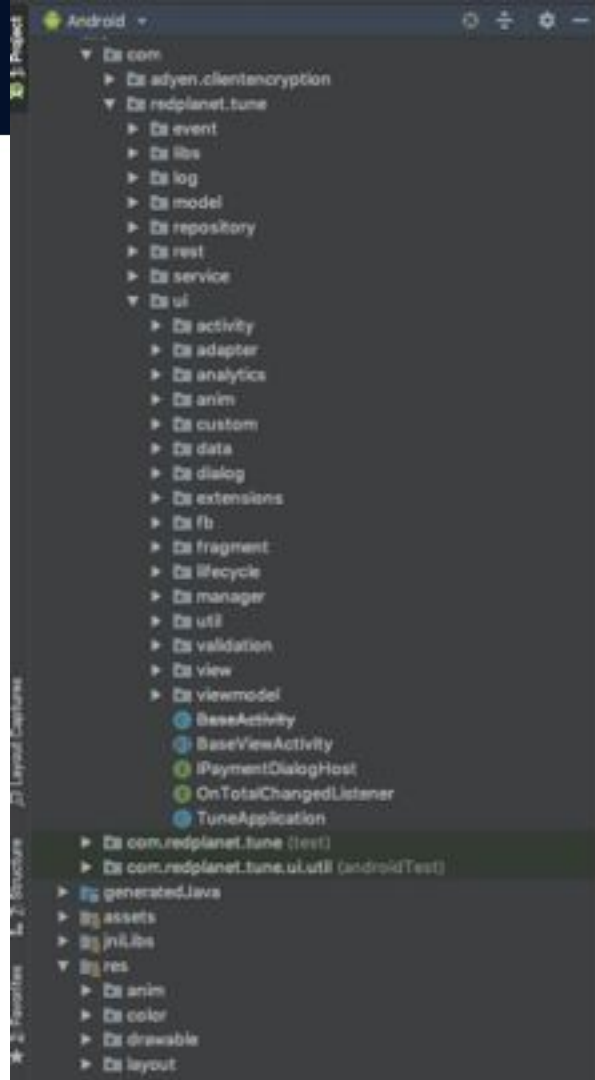 Android
com
adyen.clientencryption
redplanet.tune
event
libs
log
model
repository
rest
service
ui
activity
adapter
analytics
anim
custom
data
dialog
extensions
fb
fragment
lifecycle
manager
util
validation
view
viewmodel
BaseActivity
BaseViewActivity
IPaymentDialogHost
OnTotalChangedListener
TuneApplication
com.redplanet.tune (test)
com.redplanet.tune.ui.util (androidTest)
generatedJava
assets
jniLibs
res
anim
color
drawable
layout
1: Project
Layout Captures
2: Structure
2: Favorites